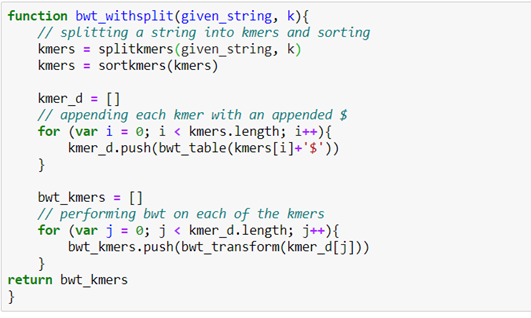 function bwt_withsplit(given_string, k){
    // splitting a string into kmers and sorting
    kmers = splitkmers(given_string, k)
    kmers = sortkmers(kmers)

    kmer_d = []
    // appending each kmer with an appended $
    for (var i = 0; i < kmers.length; i++){
        kmer_d.push(bwt_table(kmers[i]+'$'))
    }

    bwt_kmers = []
    // performing bwt on each of the kmers
    for (var j = 0; j < kmer_d.length; j++){
        bwt_kmers.push(bwt_transform(kmer_d[j]))
    }
return bwt_kmers
}